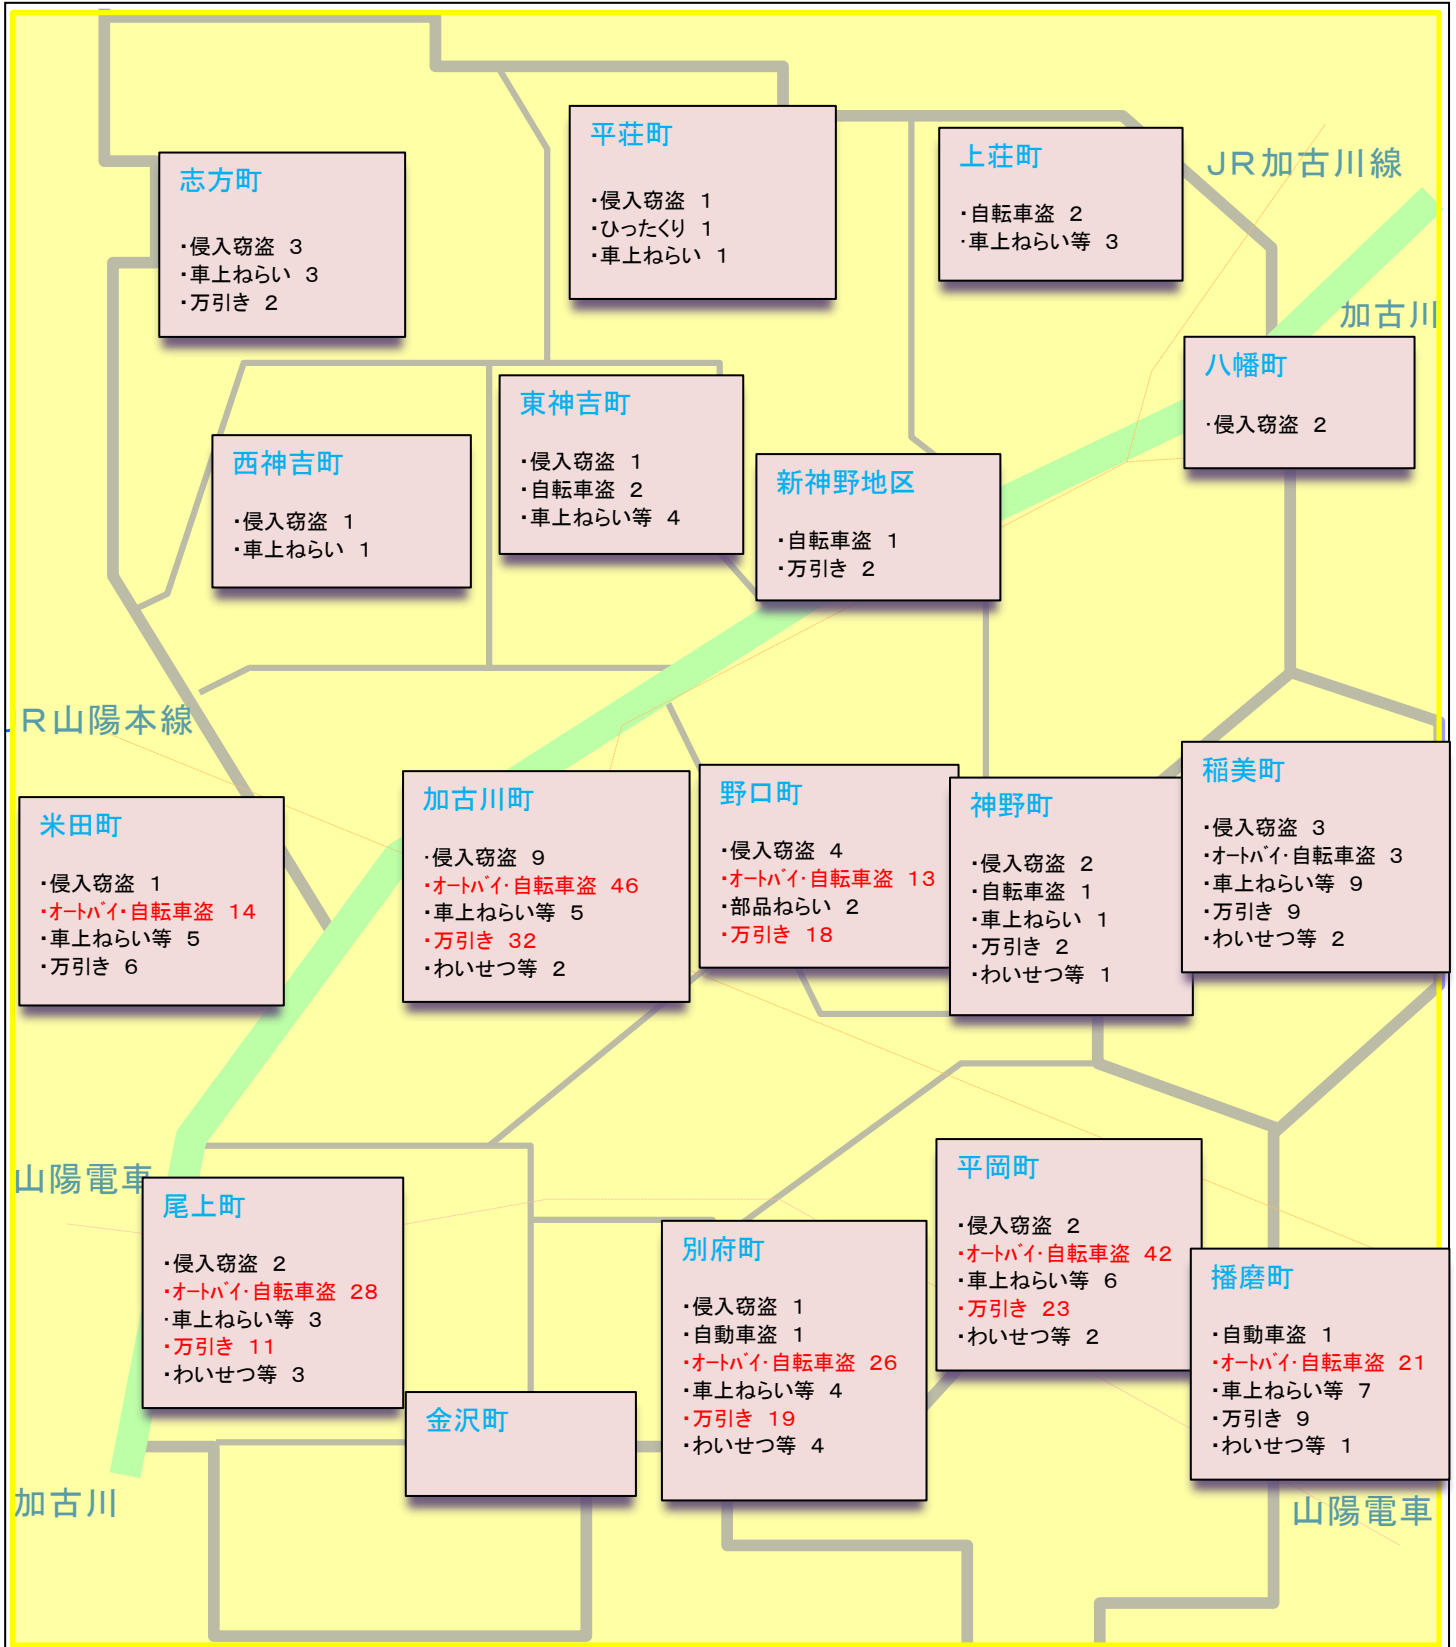 平荘町
・侵入窃盗 1
・ひったくり 1
・車上ねらい 1
上荘町
・自転車盗 2
・車上ねらい等 3
JR加古川線
志方町
・侵入窃盗 3
・車上ねらい 3
・万引き 2
加古川
八幡町
・侵入窃盗 2
東神吉町
・侵入窃盗 1
・自転車盗 2
・車上ねらい等 4
西神吉町
・侵入窃盗 1
・車上ねらい 1
新神野地区
・自転車盗 1
・万引き 2
JR山陽本線
米田町
・侵入窃盗 1
・オートバイ・自転車盗 14
・車上ねらい等 5
・万引き 6
加古川町
・侵入窃盗 9
・オートバイ・自転車盗 46
・車上ねらい等 5
・万引き 32
・わいせつ等 2
野口町
・侵入窃盗 4
・オートバイ・自転車盗 13
・部品ねらい 2
・万引き 18
神野町
・侵入窃盗 2
・自転車盗 1
・車上ねらい 1
・万引き 2
・わいせつ等 1
稲美町
・侵入窃盗 3
・オートバイ・自転車盗 3
・車上ねらい等 9
・万引き 9
・わいせつ等 2
山陽電車
尾上町
・侵入窃盗 2
・オートバイ・自転車盗 28
・車上ねらい等 3
・万引き 11
・わいせつ等 3
金沢町
別府町
・侵入窃盗 1
・自動車盗 1
・オートバイ・自転車盗 26
・車上ねらい等 4
・万引き 19
・わいせつ等 4
平岡町
・侵入窃盗 2
・オートバイ・自転車盗 42
・車上ねらい等 6
・万引き 23
・わいせつ等 2
播磨町
・自動車盗 1
・オートバイ・自転車盗 21
・車上ねらい等 7
・万引き 9
・わいせつ等 1
加古川
山陽電車